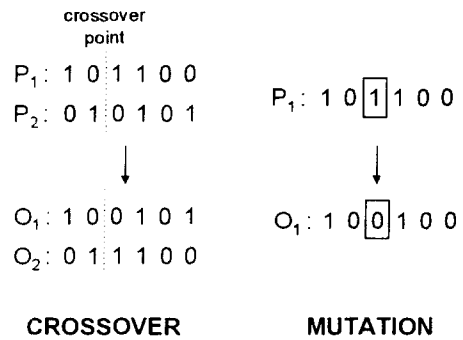 crossover
point
P₁: 1 0 1 1 0 0
P₂: 0 1 0 1 0 1
O₁: 1 0 0 1 0 1
O₂: 0 1 1 1 0 0
CROSSOVER
P₁: 1 0 1 1 0 0
O₁: 1 0 0 1 0 0
MUTATION